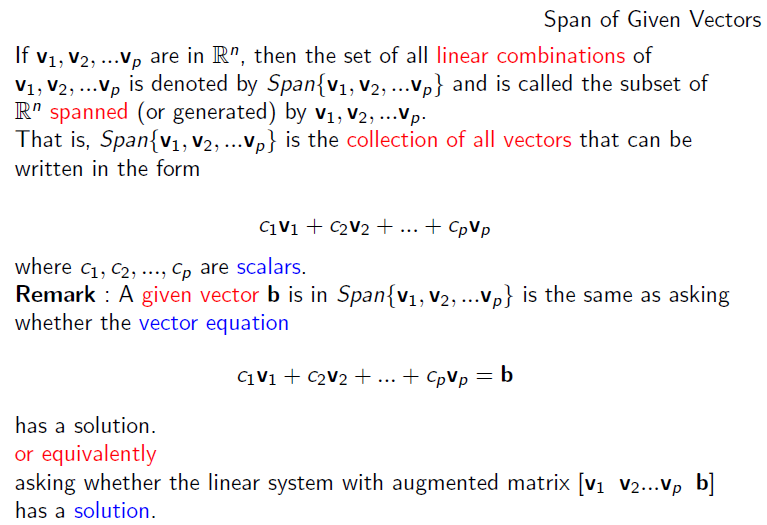 Span of Given Vectors
If v₁, v₂, ...vₚ are in ℝⁿ, then the set of all linear combinations of
v₁, v₂, ...vₚ is denoted by Span{v₁, v₂, ...vₚ} and is called the subset of
ℝⁿ spanned (or generated) by v₁, v₂, ...vₚ.
That is, Span{v₁, v₂, ...vₚ} is the collection of all vectors that can be
written in the form
c₁v₁ + c₂v₂ + ... + cₚvₚ
where c₁, c₂, ..., cₚ are scalars.
Remark : A given vector b is in Span{v₁, v₂, ...vₚ} is the same as asking
whether the vector equation
c₁v₁ + c₂v₂ + ... + cₚvₚ = b
has a solution.
or equivalently
asking whether the linear system with augmented matrix [v₁ v₂...vₚ b]
has a solution.